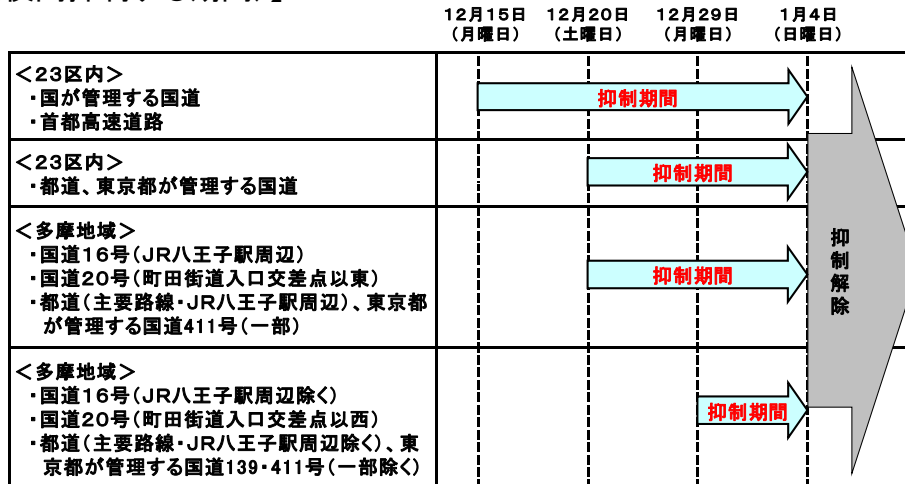 12月15日 12月20日 12月29日 1月4日
(月曜日) (土曜日) (月曜日) (日曜日)
<23区内>
・国が管理する国道
・首都高速道路
抑制期間
<23区内>
・都道、東京都が管理する国道
抑制期間
<多摩地域>
・国道16号(JR八王子駅周辺)
・国道20号(町田街道入口交差点以東)
・都道(主要路線・JR八王子駅周辺)、東京都
が管理する国道411号(一部)
抑制期間
<多摩地域>
・国道16号(JR八王子駅周辺除く)
・国道20号(町田街道入口交差点以西)
・都道(主要路線・JR八王子駅周辺除く)、東
京都が管理する国道139・411号(一部除く)
抑制期間
抑制解除